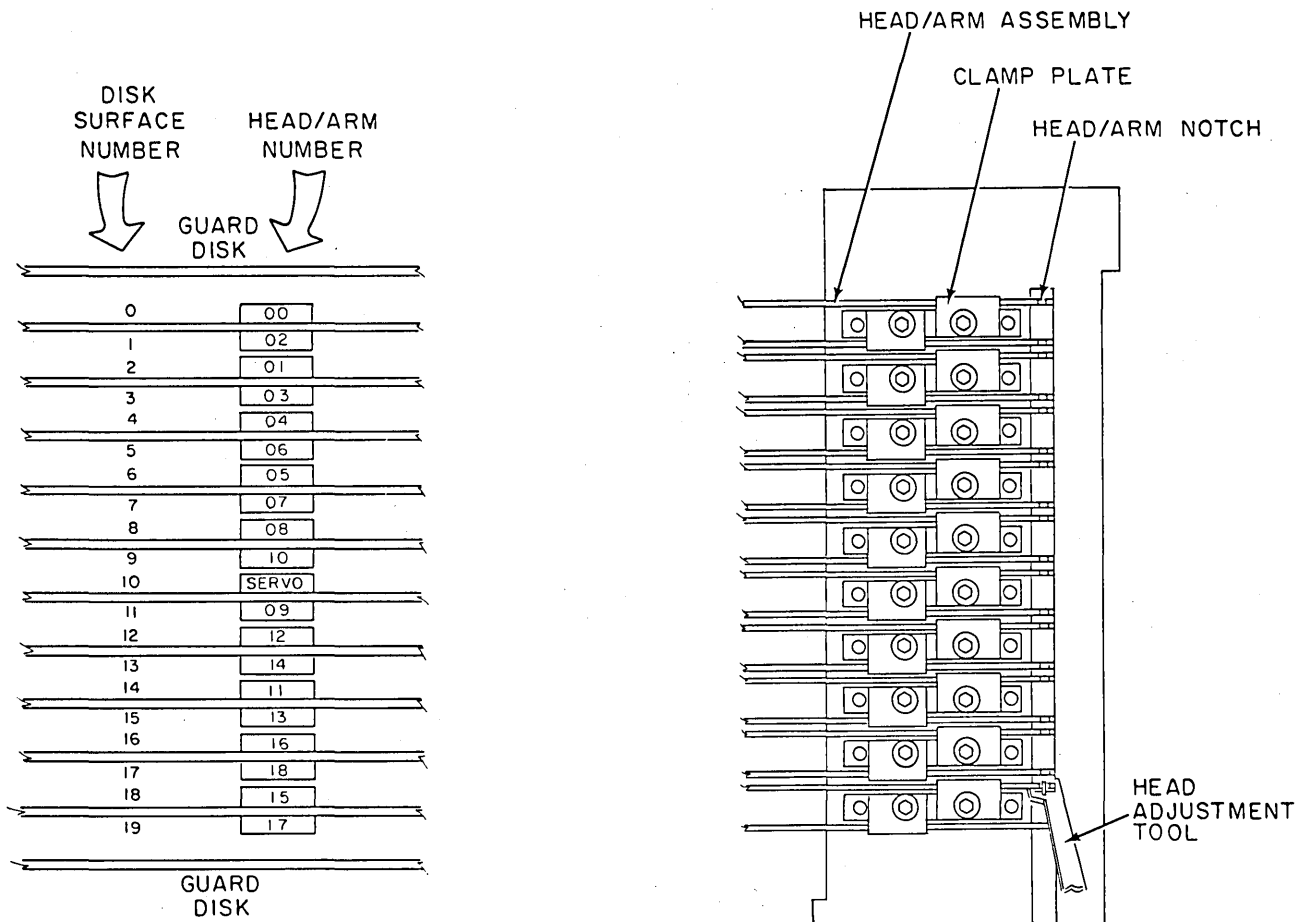 DISK
SURFACE
NUMBER
HEAD/ARM
NUMBER
GUARD
DISK
0 00
1 02
2 01
3 03
4 04
5 06
6 05
7 07
8 08
9 10
10 SERVO
11 09
12 12
13 14
14 11
15 13
16 16
17 18
18 15
19 17
GUARD
DISK
HEAD/ARM ASSEMBLY
CLAMP PLATE
HEAD/ARM NOTCH
HEAD
ADJUSTMENT
TOOL